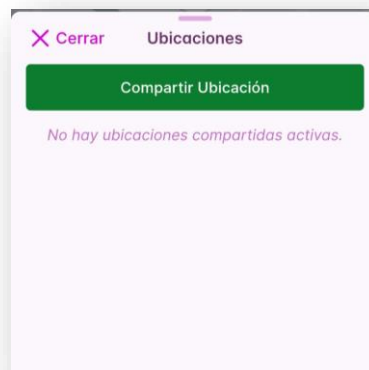 Cerrar Ubicaciones
Compartir Ubicación
No hay ubicaciones compartidas activas.